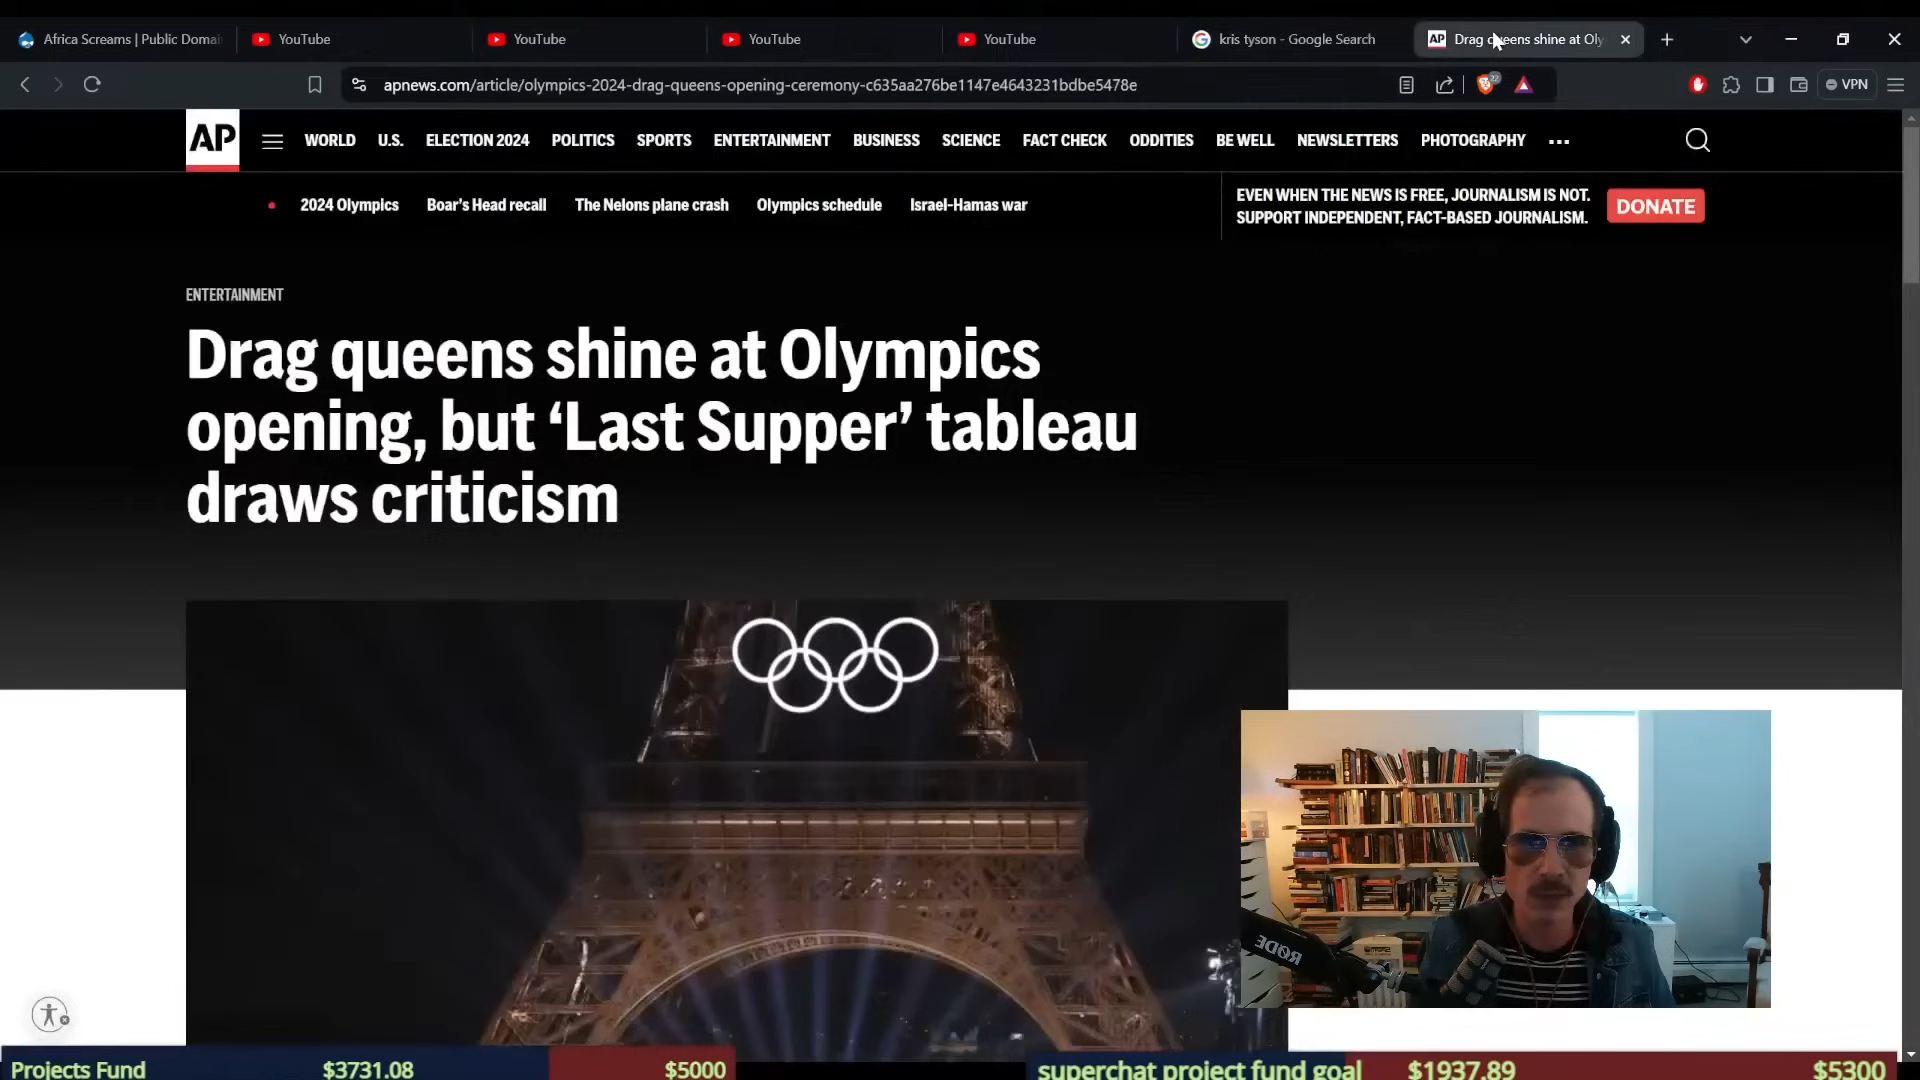 Africa Screams | Public Domai
YouTube
YouTube
YouTube
YouTube
kris tyson - Google Search
Drag queens shine at Oly
apnews.com/article/olympics-2024-drag-queens-opening-ceremony-c635aa276be1147e4643231bdbe5478e
22
VPN
AP
WORLD
U.S.
ELECTION 2024
POLITICS
SPORTS
ENTERTAINMENT
BUSINESS
SCIENCE
FACT CHECK
ODDITIES
BE WELL
NEWSLETTERS
PHOTOGRAPHY
2024 Olympics
Boar's Head recall
The Nelons plane crash
Olympics schedule
Israel-Hamas war
EVEN WHEN THE NEWS IS FREE, JOURNALISM IS NOT.
SUPPORT INDEPENDENT, FACT-BASED JOURNALISM.
DONATE
ENTERTAINMENT
Drag queens shine at Olympics
opening, but ‘Last Supper’ tableau
draws criticism
RØDE
Projects Fund $3731.08 $5000
superchat project fund goal $1937.89 $5300